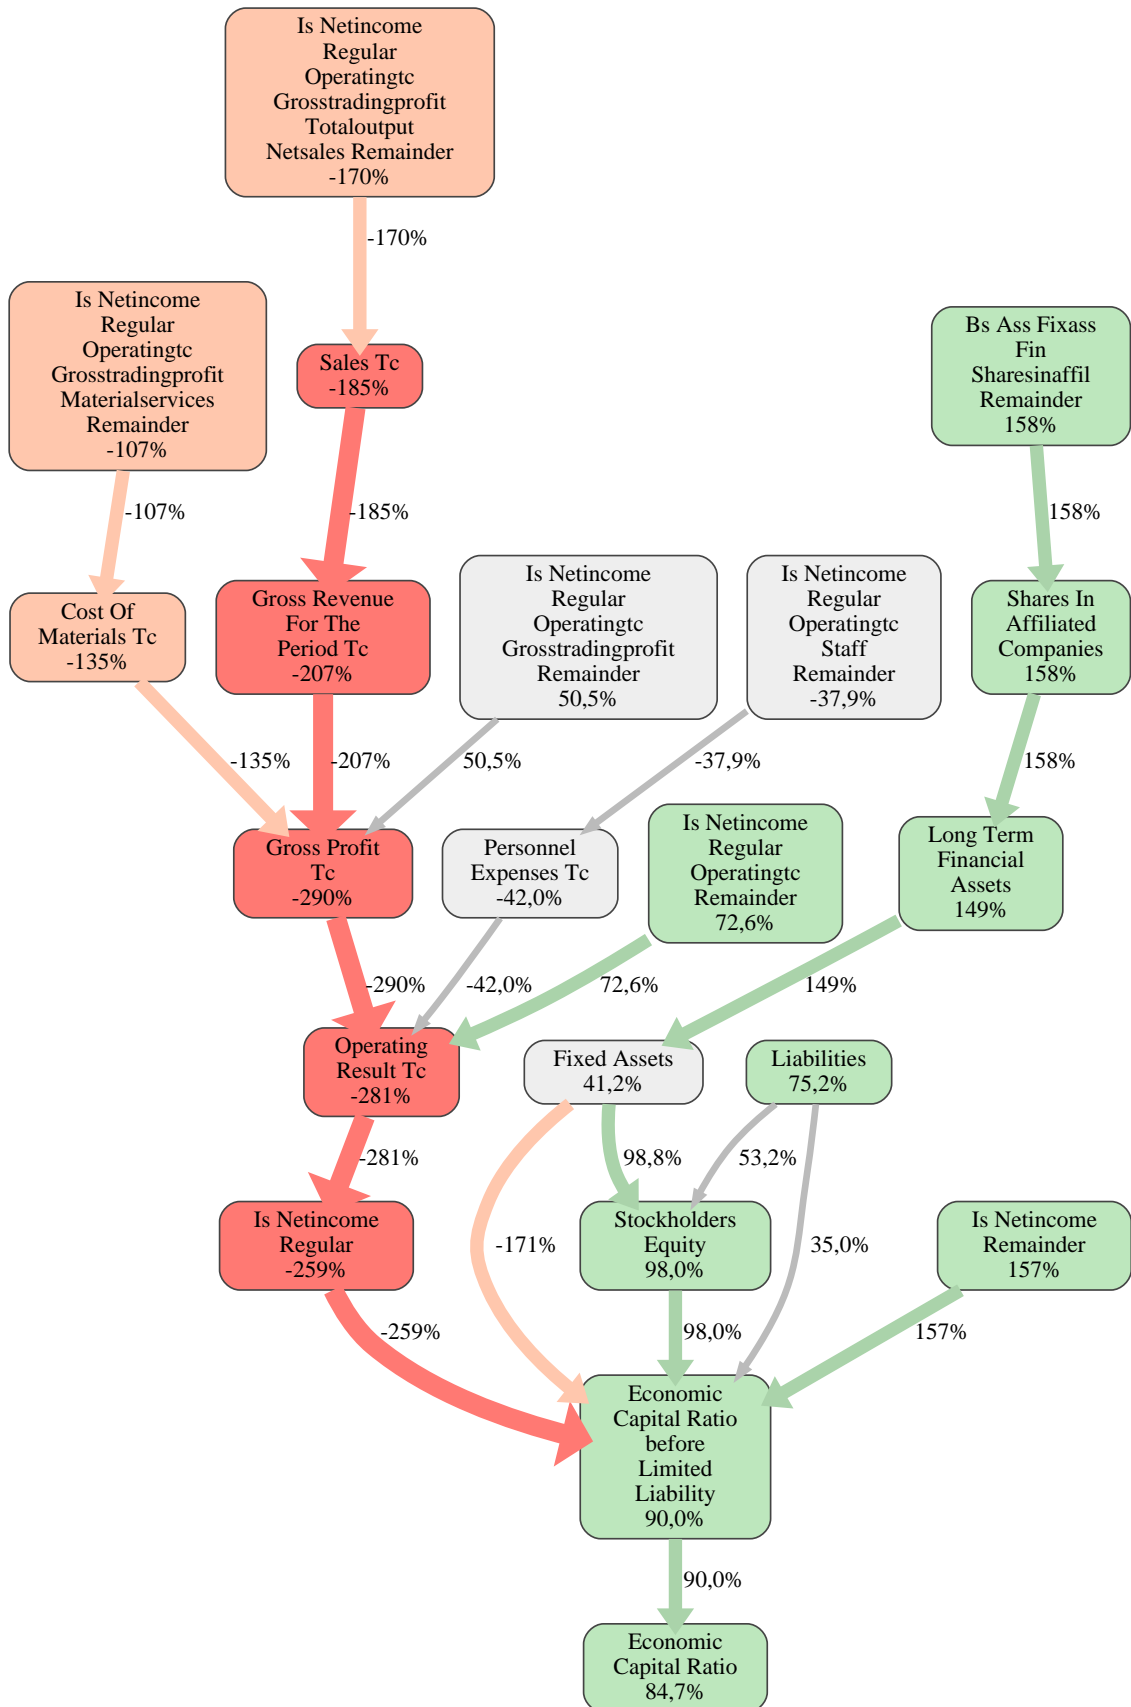 Is Netincome
Regular
Operatingtc
Grosstradingprofit
Totaloutput
Netsales Remainder
-170%
-170%
Is Netincome
Regular
Operatingtc
Grosstradingprofit
Materialservices
Remainder
-107%
Sales Tc
-185%
Bs Ass Fixass
Fin
Sharesinaffil
Remainder
158%
-107%
-185%
158%
Cost Of
Materials Tc
-135%
Gross Revenue
For The
Period Tc
-207%
Is Netincome
Regular
Operatingtc
Grosstradingprofit
Remainder
50,5%
Is Netincome
Regular
Operatingtc
Staff
Remainder
-37,9%
Shares In
Affiliated
Companies
158%
-135%
-207%
50,5%
-37,9%
158%
Gross Profit
Tc
-290%
Personnel
Expenses Tc
-42,0%
Is Netincome
Regular
Operatingtc
Remainder
72,6%
Long Term
Financial
Assets
149%
-290%
-42,0%
72,6%
149%
Operating
Result Tc
-281%
Fixed Assets
41,2%
Liabilities
75,2%
-281%
98,8%
53,2%
Is Netincome
Regular
-259%
-171%
Stockholders
Equity
98,0%
35,0%
Is Netincome
Remainder
157%
-259%
98,0%
157%
Economic
Capital Ratio
before
Limited
Liability
90,0%
90,0%
Economic
Capital Ratio
84,7%